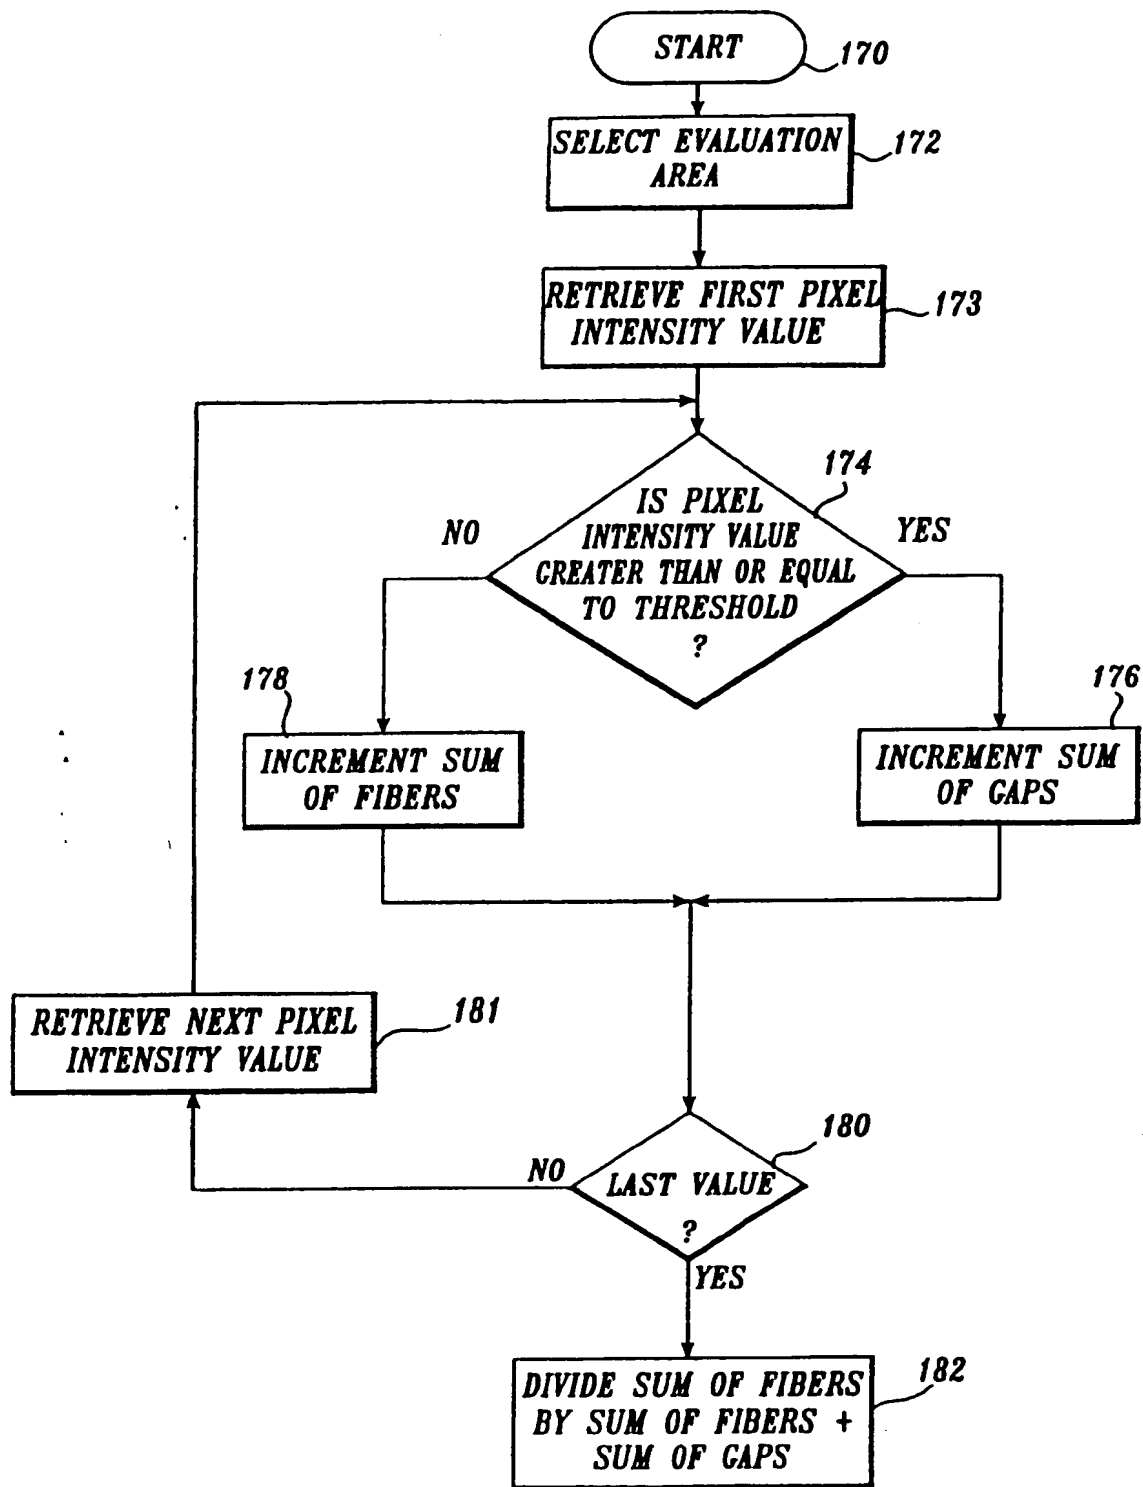 START
170
SELECT EVALUATION
AREA
172
RETRIEVE FIRST PIXEL
INTENSITY VALUE
173
IS PIXEL
INTENSITY VALUE
GREATER THAN OR EQUAL
TO THRESHOLD
?
174
NO
YES
178
INCREMENT SUM
OF FIBERS
176
INCREMENT SUM
OF GAPS
RETRIEVE NEXT PIXEL
INTENSITY VALUE
181
LAST VALUE
?
180
NO
YES
DIVIDE SUM OF FIBERS
BY SUM OF FIBERS +
SUM OF GAPS
182